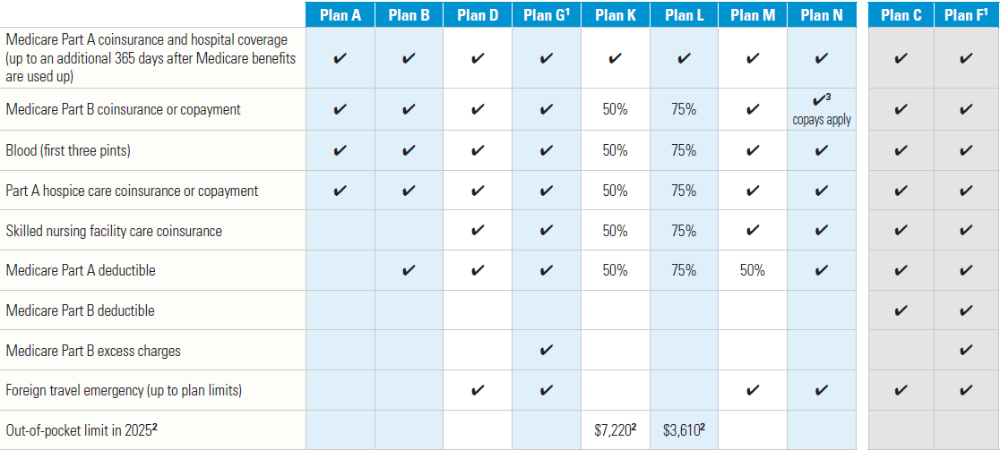 Plan A Plan B Plan D Plan G¹ Plan K Plan L Plan M Plan N Plan C Plan F¹
Medicare Part A coinsurance and hospital coverage
(up to an additional 365 days after Medicare benefits
are used up) ✔ ✔ ✔ ✔ ✔ ✔ ✔ ✔ ✔ ✔
Medicare Part B coinsurance or copayment ✔ ✔ ✔ ✔ 50% 75% ✔ ✔³ ✔ ✔
copays apply
Blood (first three pints) ✔ ✔ ✔ ✔ 50% 75% ✔ ✔ ✔ ✔
Part A hospice care coinsurance or copayment ✔ ✔ ✔ ✔ 50% 75% ✔ ✔ ✔ ✔
Skilled nursing facility care coinsurance ✔ ✔ 50% 75% ✔ ✔ ✔ ✔
Medicare Part A deductible ✔ ✔ ✔ 50% 75% 50% ✔ ✔ ✔
Medicare Part B deductible ✔ ✔
Medicare Part B excess charges ✔ ✔
Foreign travel emergency (up to plan limits) ✔ ✔ ✔ ✔ ✔ ✔
Out-of-pocket limit in 2025² $7,220² $3,610²